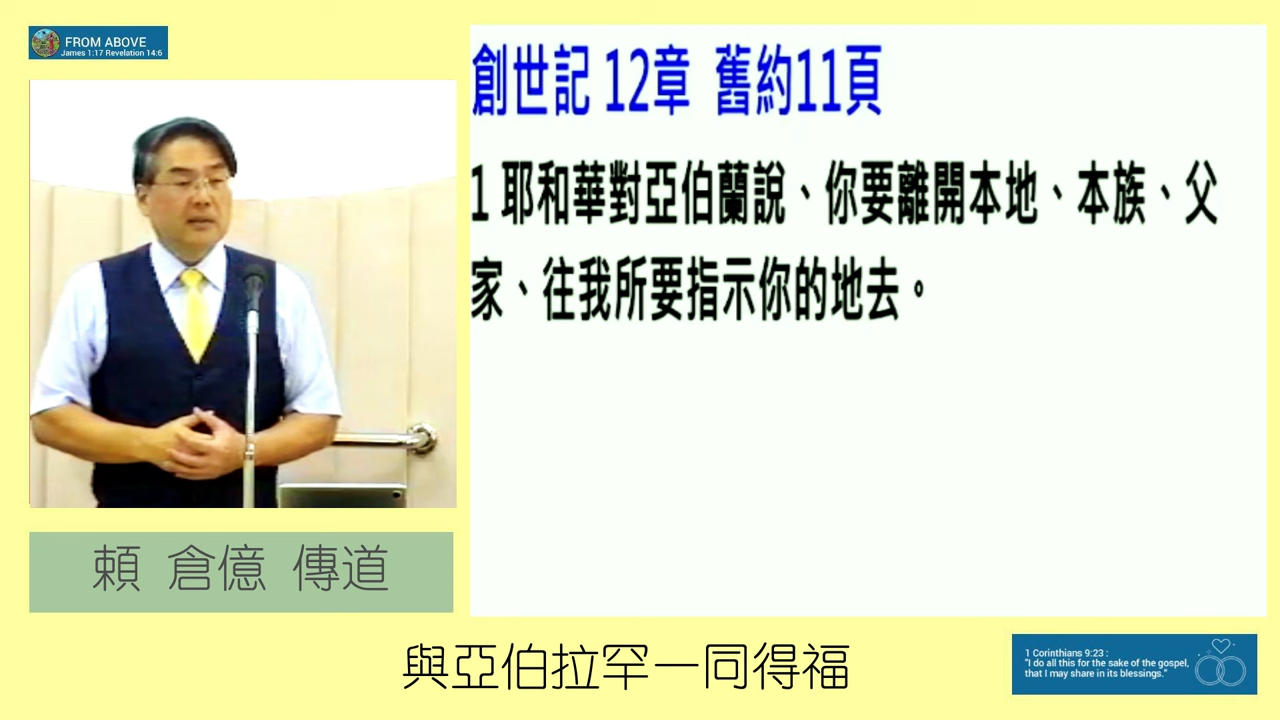 FROM ABOVE
James 1:17 Revelation 14:6
創世記 12章 舊約11頁
1 耶和華對亞伯蘭說、你要離開本地、本族、父
家、往我所要指示你的地去。
賴 倉億 傳道
與亞伯拉罕一同得福
1 Corinthians 9:23 :
"I do all this for the sake of the gospel,
that I may share in its blessings."